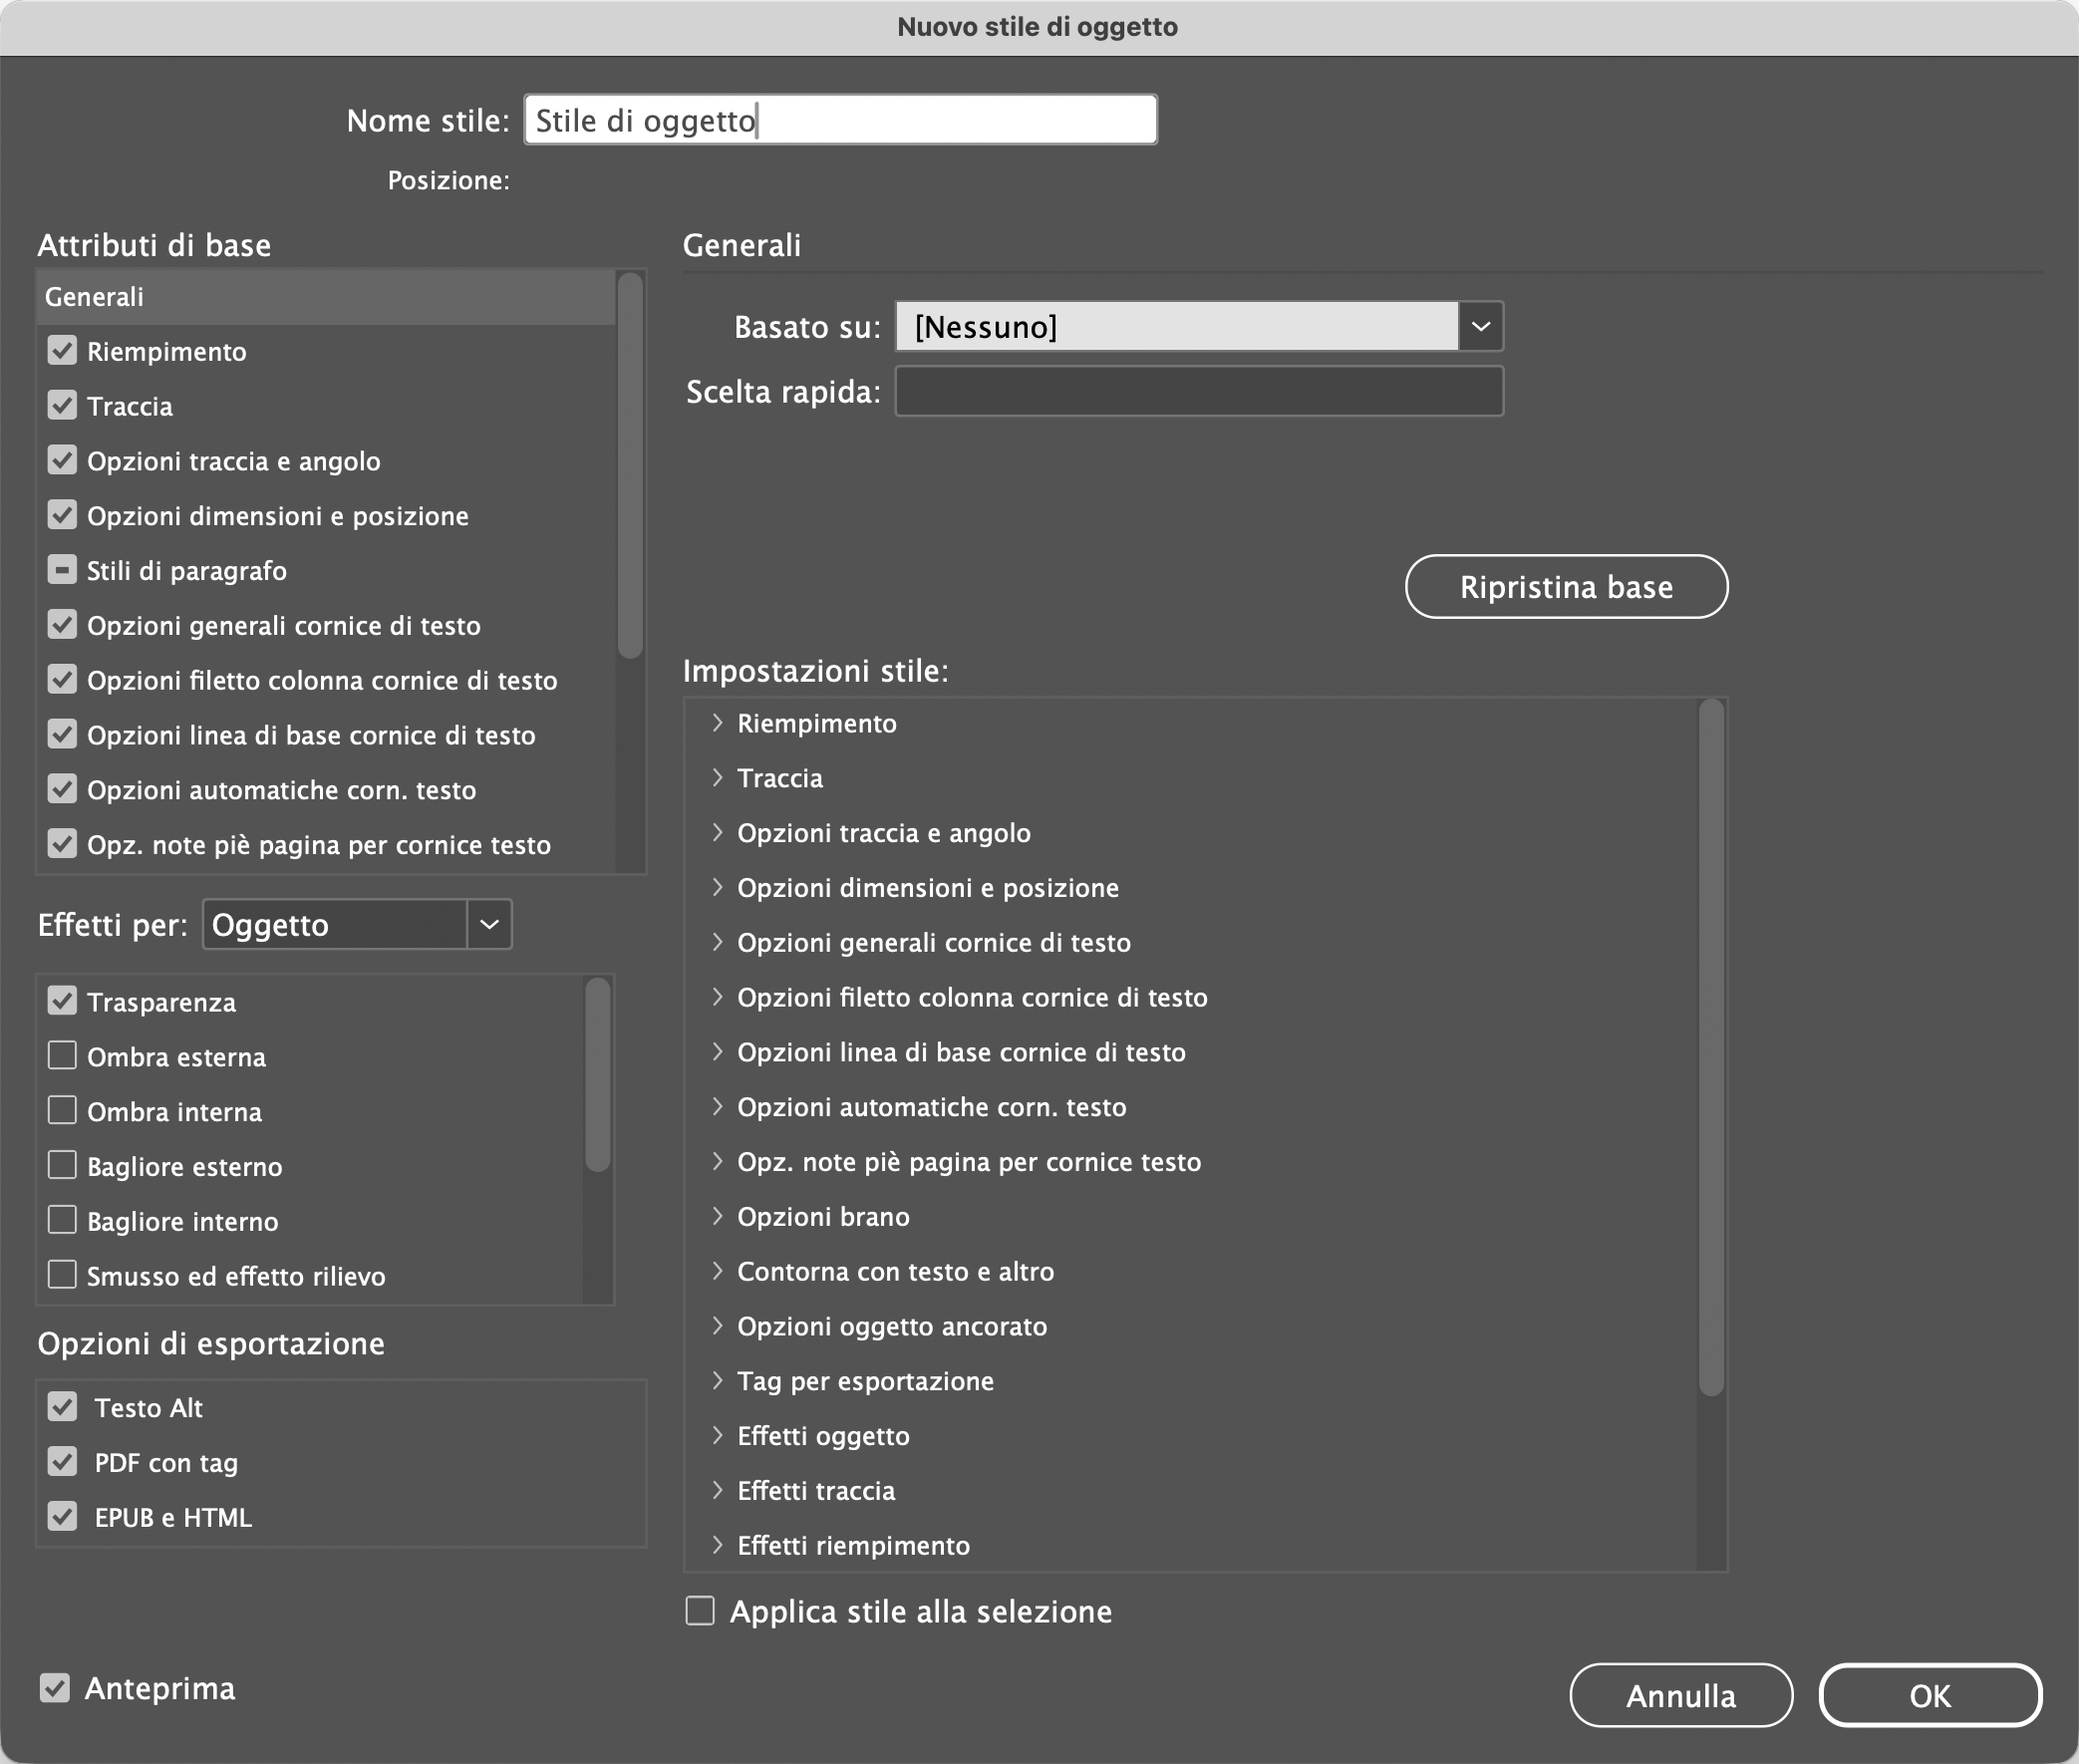 Nuovo stile di oggetto
Nome stile: Stile di oggetto
Posizione:
Attributi di base
Generali
Riempimento
Traccia
Opzioni traccia e angolo
Opzioni dimensioni e posizione
Stili di paragrafo
Opzioni generali cornice di testo
Opzioni filetto colonna cornice di testo
Opzioni linea di base cornice di testo
Opzioni automatiche corn. testo
Opz. note piè pagina per cornice testo
Effetti per: Oggetto
Trasparenza
Ombra esterna
Ombra interna
Bagliore esterno
Bagliore interno
Smusso ed effetto rilievo
Opzioni di esportazione
Testo Alt
PDF con tag
EPUB e HTML
Generali
Basato su: [Nessuno]
Scelta rapida:
Ripristina base
Impostazioni stile:
Riempimento
Traccia
Opzioni traccia e angolo
Opzioni dimensioni e posizione
Opzioni generali cornice di testo
Opzioni filetto colonna cornice di testo
Opzioni linea di base cornice di testo
Opzioni automatiche corn. testo
Opz. note piè pagina per cornice testo
Opzioni brano
Contorna con testo e altro
Opzioni oggetto ancorato
Tag per esportazione
Effetti oggetto
Effetti traccia
Effetti riempimento
Applica stile alla selezione
Anteprima
Annulla
OK